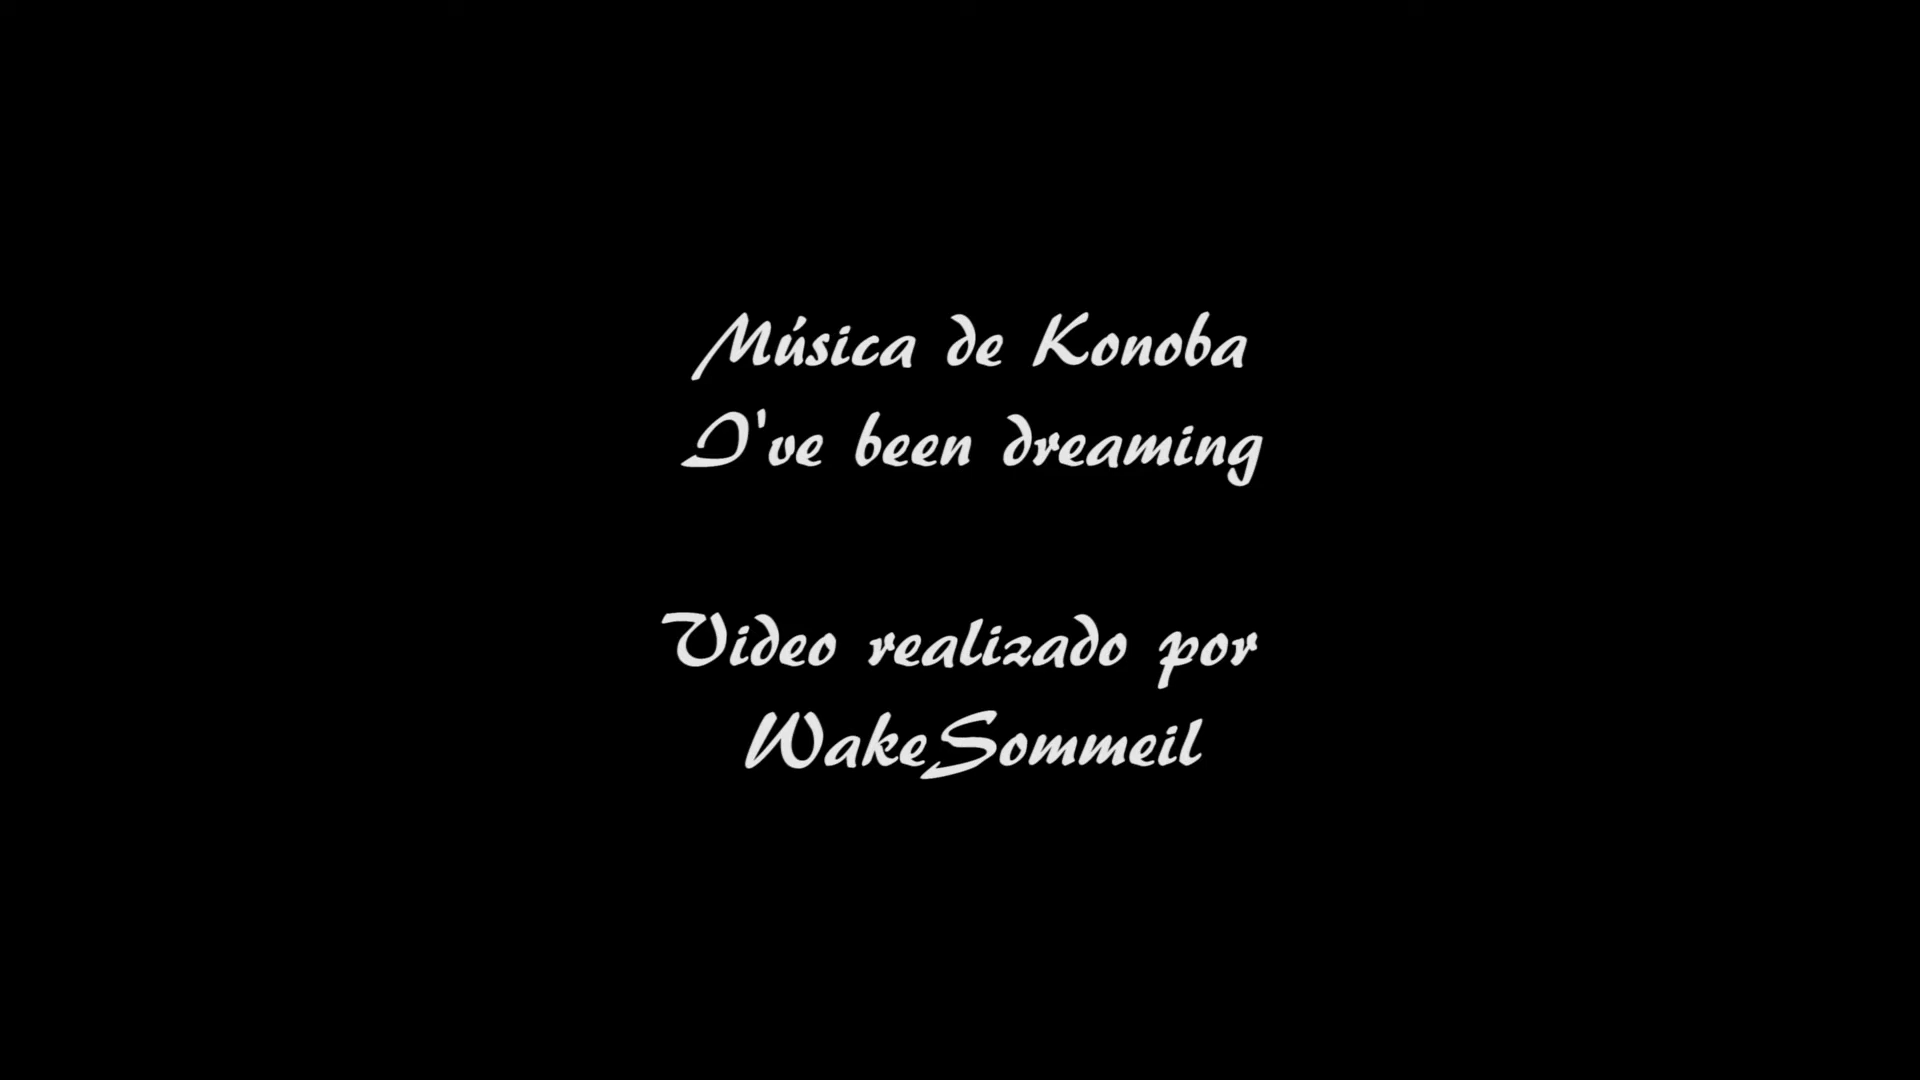 Música de Konoba
I've been dreaming
Video realizado por
WakeSommeil